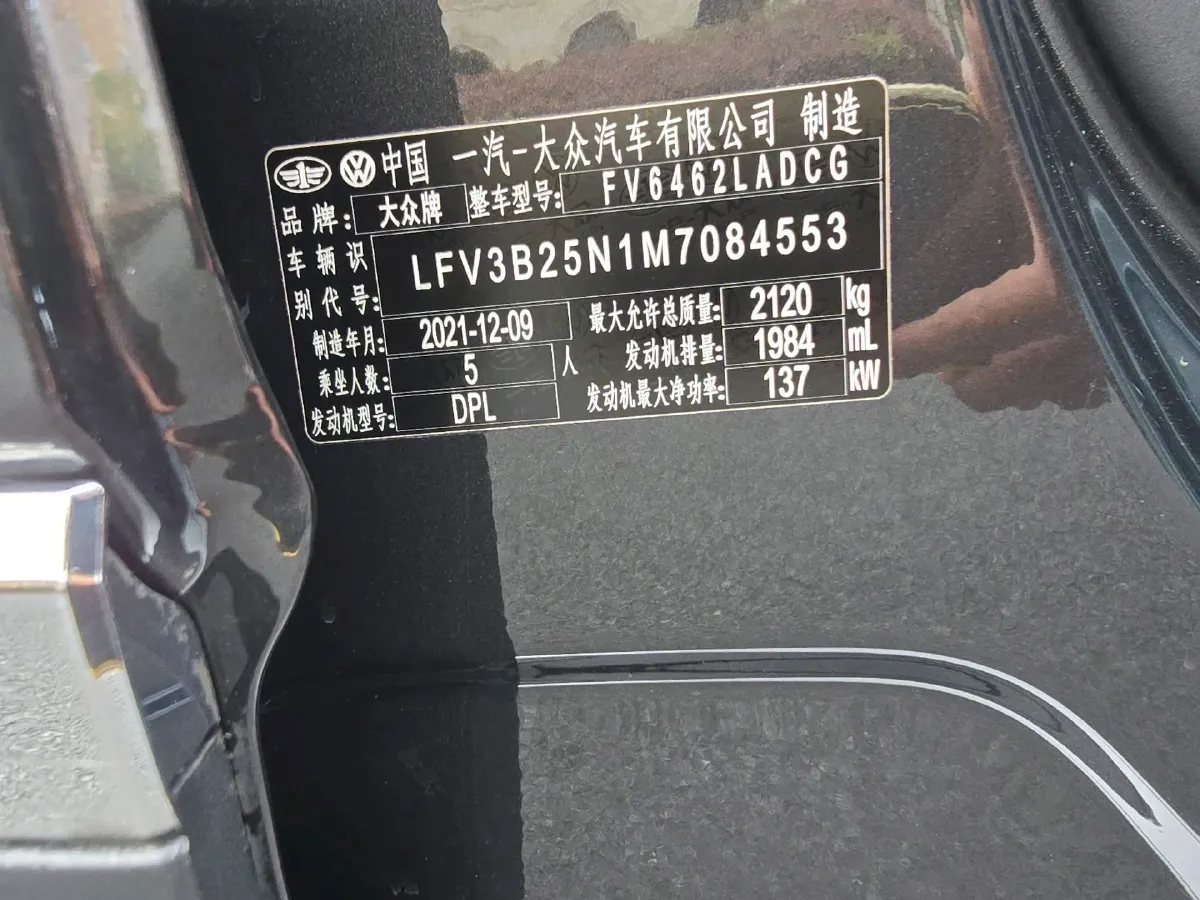 中国 一汽-大众汽车有限公司 制造
品牌: 大众牌 整车型号: FV6462LADCG
车辆识别代号: LFV3B25N1M7084553
制造年月: 2021-12-09 最大允许总质量: 2120 kg
乘坐人数: 5 人 发动机排量: 1984 mL
发动机型号: DPL 发动机最大净功率: 137 kW